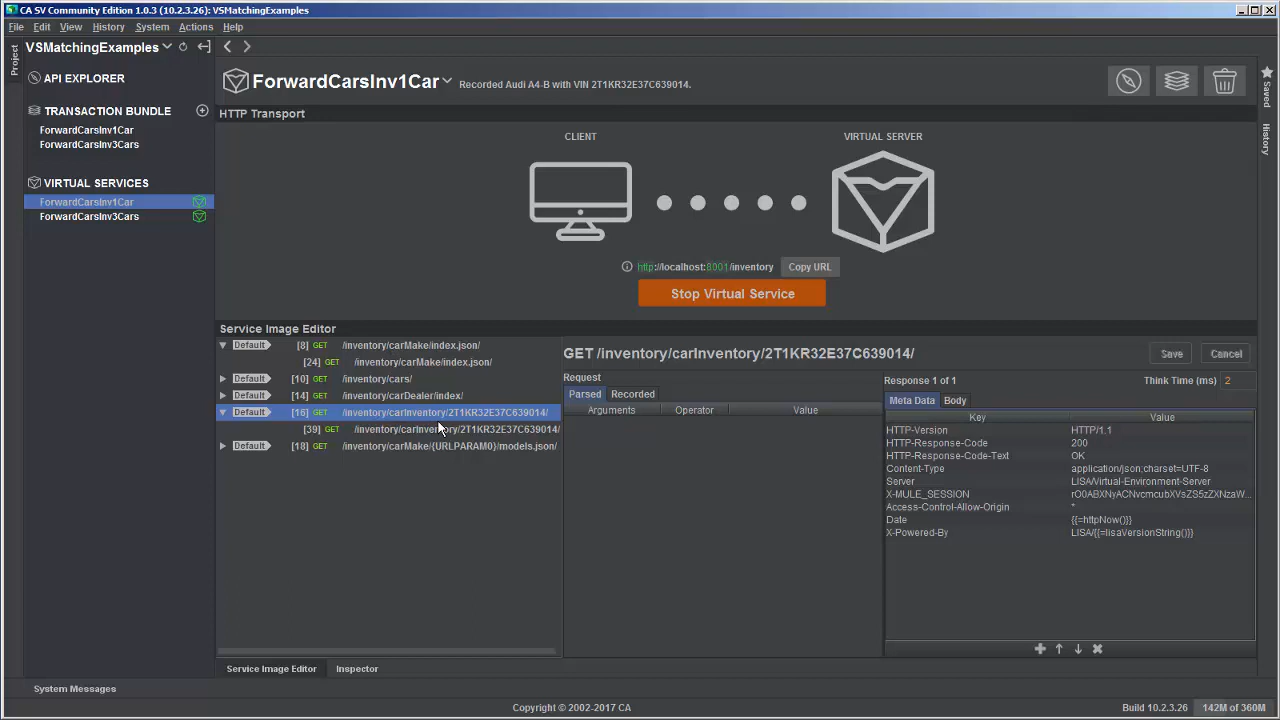 CA SV Community Edition 1.0.3 (10.2.3.26): VSMatchingExamples
File Edit View History System Actions Help
Project
VSMatchingExamples
API EXPLORER
TRANSACTION BUNDLE
ForwardCarsInv1Car
ForwardCarsInv3Cars
VIRTUAL SERVICES
ForwardCarsInv1Car
ForwardCarsInv3Cars
ForwardCarsInv1Car Recorded Audi A4-B with VIN 2T1KR32E37C639014.
Saved
History
HTTP Transport
CLIENT VIRTUAL SERVER
http://localhost:8001/inventory Copy URL
Stop Virtual Service
Service Image Editor
Default [8] GET /inventory/carMake/index.json/
[24] GET /inventory/carMake/index.json/
Default [10] GET /inventory/cars/
Default [14] GET /inventory/carDealer/index/
Default [16] GET /inventory/carInventory/2T1KR32E37C639014/
[39] GET /inventory/carInventory/2T1KR32E37C639014/
Default [18] GET /inventory/carMake/{URLPARAM0}/models.json/
GET /inventory/carInventory/2T1KR32E37C639014/ Save Cancel
Request
Parsed Recorded
Arguments Operator Value
Response 1 of 1 Think Time (ms) 2
Meta Data Body
Key Value
HTTP-Version HTTP/1.1
HTTP-Response-Code 200
HTTP-Response-Code-Text OK
Content-Type application/json;charset=UTF-8
Server LISA/Virtual-Environment-Server
X-MULE_SESSION rO0ABXNyACNvcmcubXVsZS5zZXNzaW...
Access-Control-Allow-Origin *
Date {{=httpNow()}}
X-Powered-By LISA/{{=lisaVersionString()}}
Service Image Editor Inspector
System Messages
Copyright © 2002-2017 CA Build 10.2.3.26 142M of 360M